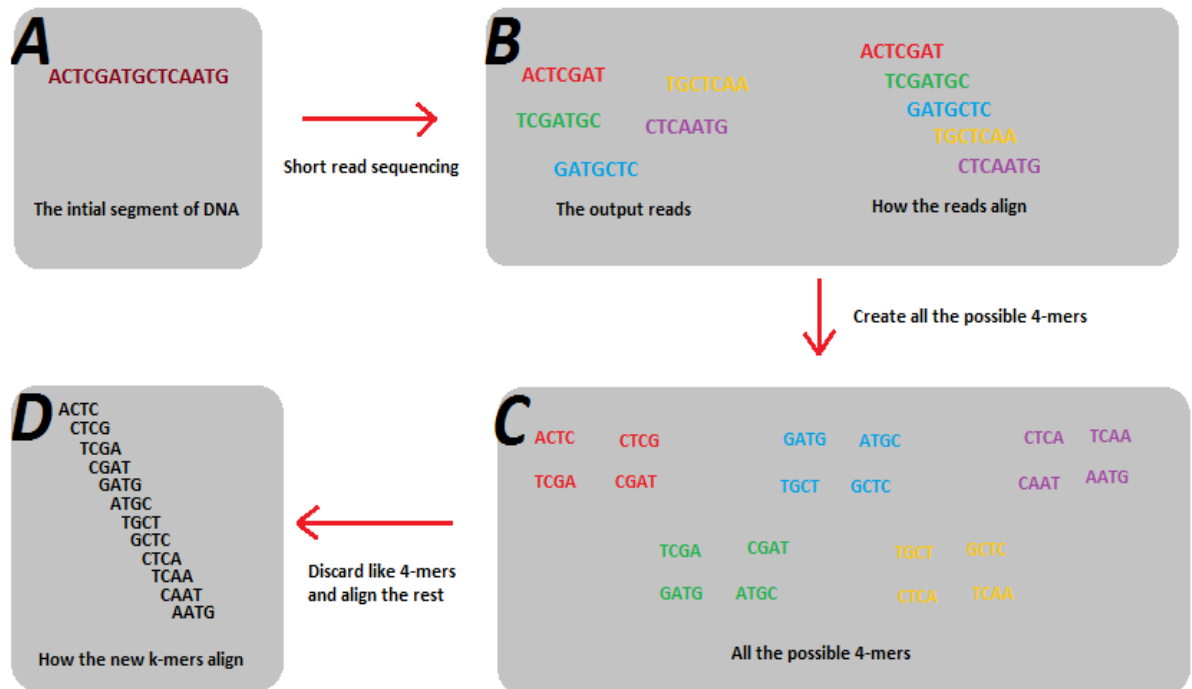 A
ACTCGATGCTCAATG
The intial segment of DNA
Short read sequencing
B
ACTCGAT
TGCTCAA
TCGATGC
CTCAATG
GATGCTC
The output reads
ACTCGAT
TCGATGC
GATGCTC
TGCTCAA
CTCAATG
How the reads align
Create all the possible 4-mers
C
ACTC CTCG
TCGA CGAT
GATG ATGC
TGCT GCTC
CTCA TCAA
CAAT AATG
TCGA CGAT
GATG ATGC
TGCT GCTC
CTCA TCAA
All the possible 4-mers
Discard like 4-mers
and align the rest
D
ACTC
CTCG
TCGA
CGAT
GATG
ATGC
TGCT
GCTC
CTCA
TCAA
CAAT
AATG
How the new k-mers align